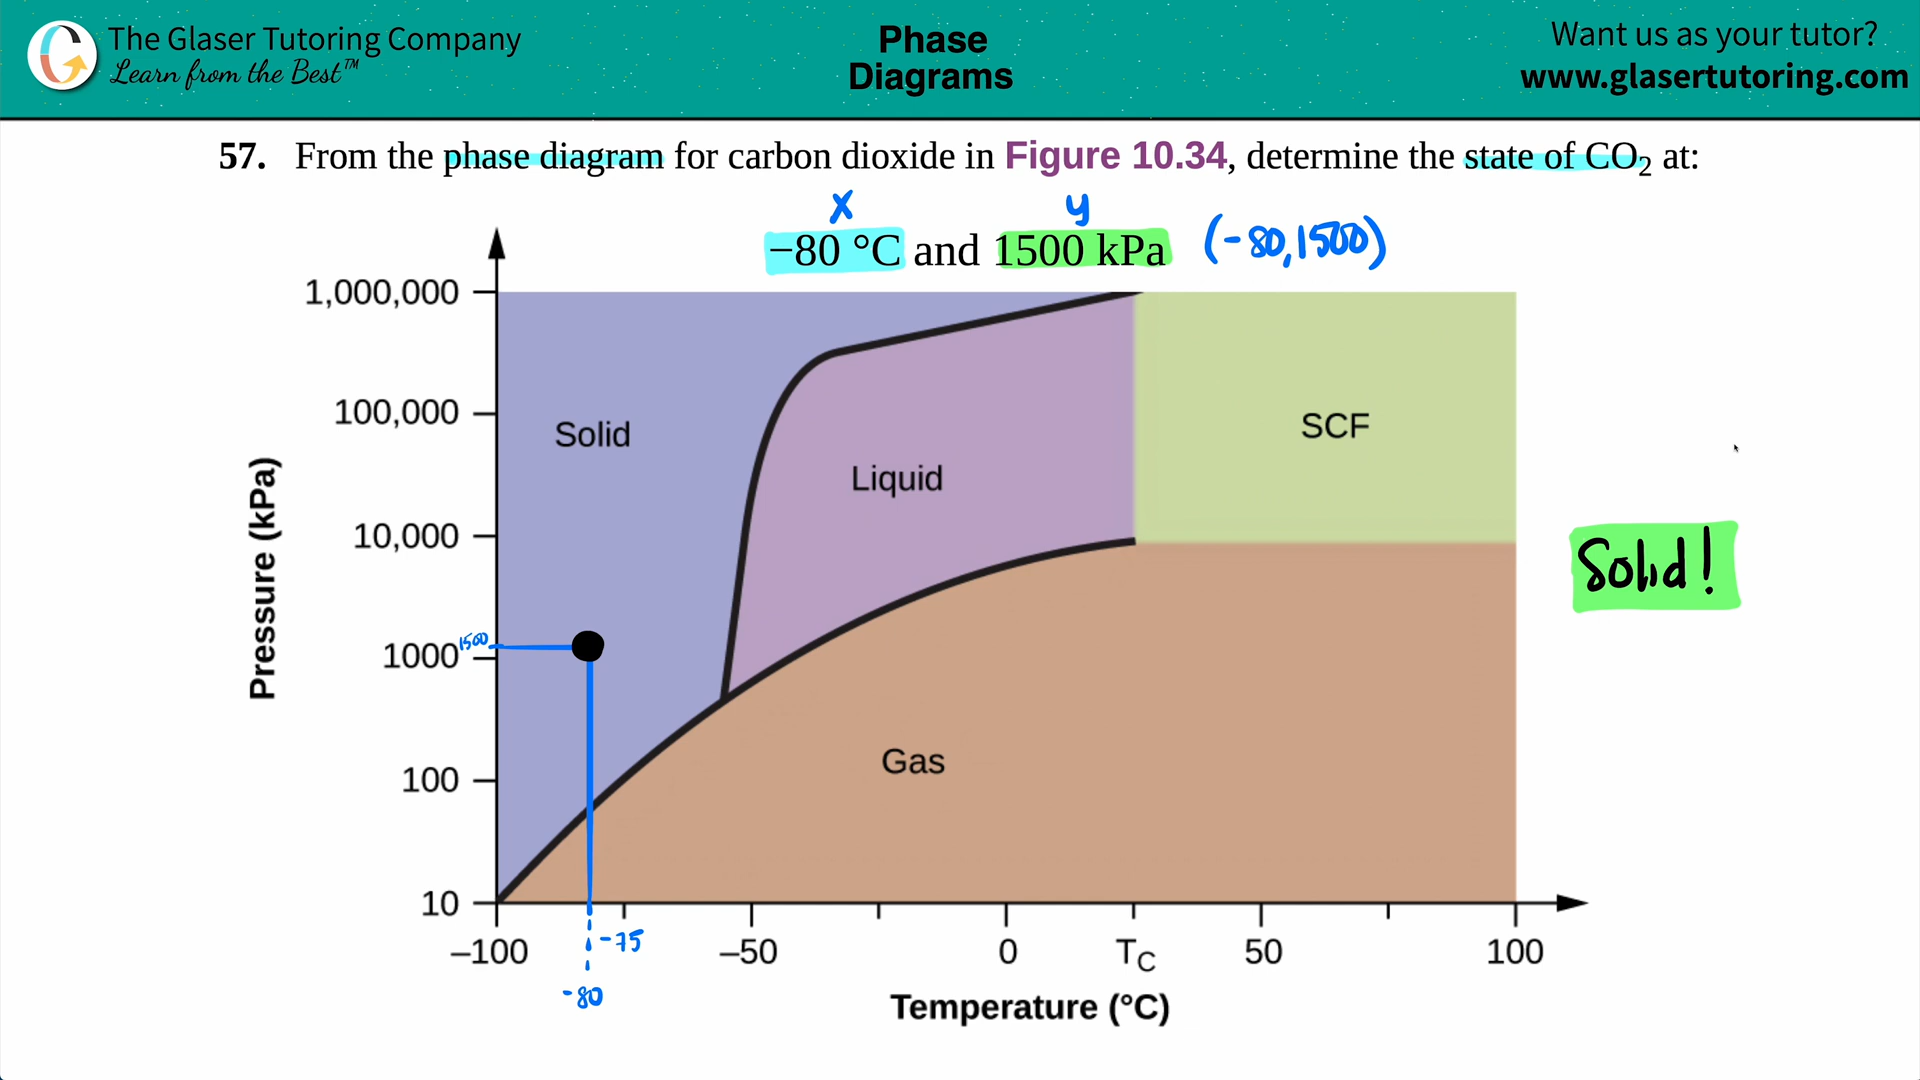 The Glaser Tutoring Company
Learn from the Best™
Phase
Diagrams
Want us as your tutor?
www.glasertutoring.com
57. From the phase diagram for carbon dioxide in Figure 10.34, determine the state of CO₂ at:
x
y
−80 °C and 1500 kPa (-80,1500)
1,000,000
100,000
10,000
1500
1000
100
10
Pressure (kPa)
Solid
Liquid
SCF
Gas
Solid!
–100
–50
0
T_C
50
100
-75
-80
Temperature (°C)